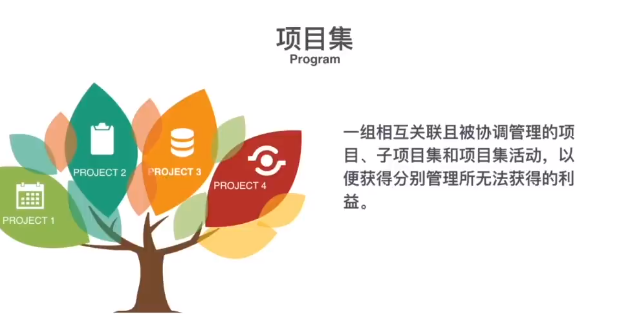 项目集
Program
PROJECT 2
PROJECT 3
PROJECT 4
PROJECT 1
一组相互关联且被协调管理的项
目、子项目集和项目集活动，以
便获得分别管理所无法获得的利
益。